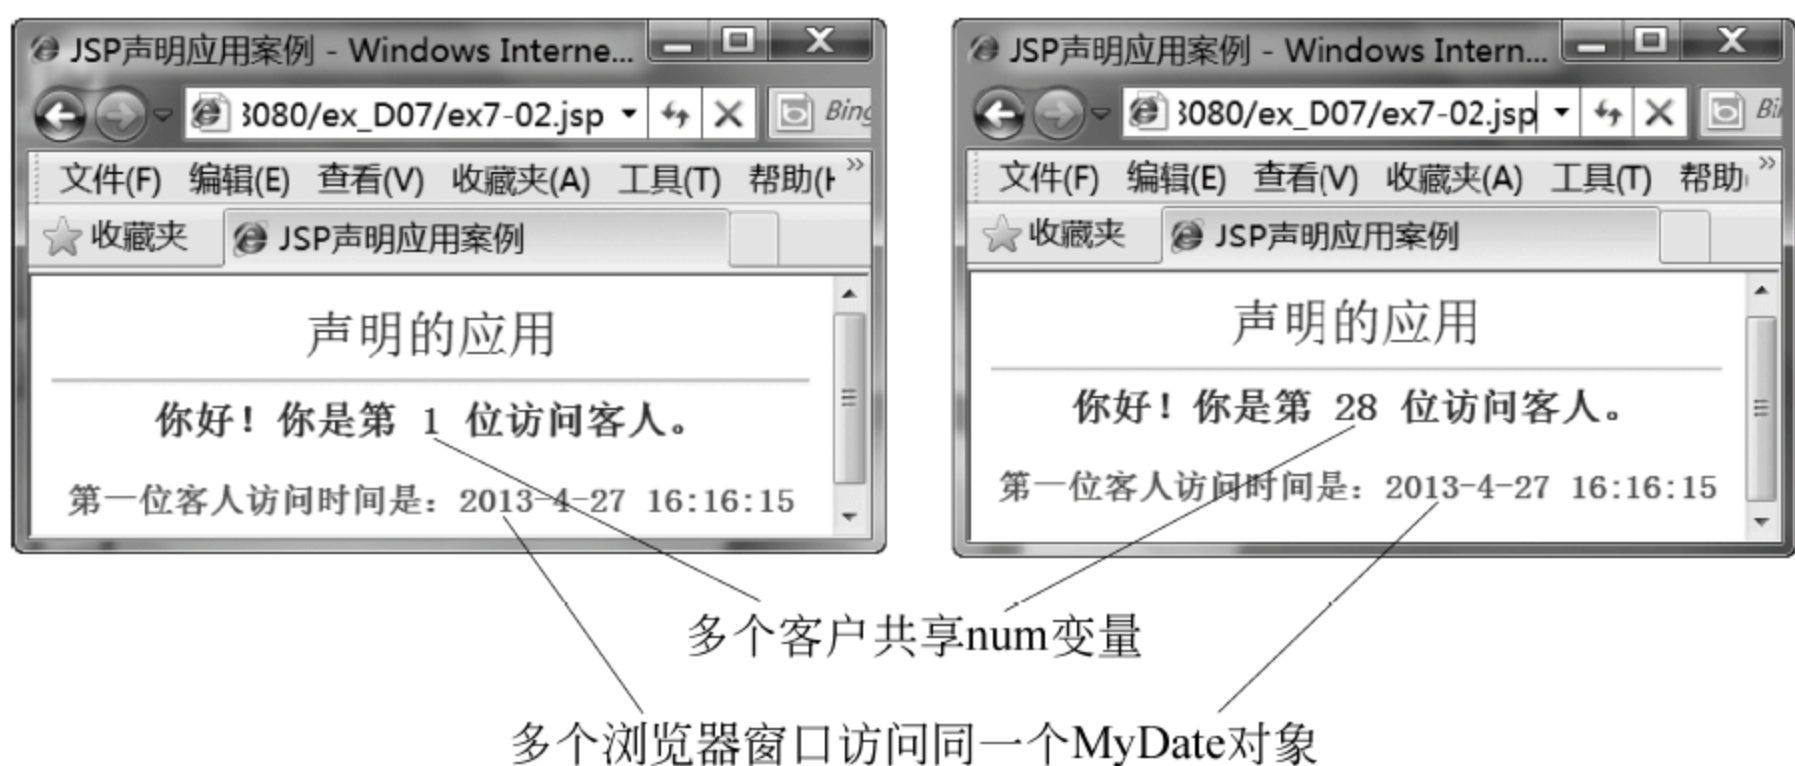 JSP声明应用案例 - Windows Interne...
8080/ex_D07/ex7-02.jsp
Bing
文件(F) 编辑(E) 查看(V) 收藏夹(A) 工具(T) 帮助(H »
收藏夹 JSP声明应用案例
声明的应用
你好！你是第 1 位访问客人。
第一位客人访问时间是：2013-4-27 16:16:15
JSP声明应用案例 - Windows Intern...
8080/ex_D07/ex7-02.jsp
Bi
文件(F) 编辑(E) 查看(V) 收藏夹(A) 工具(T) 帮助 »
收藏夹 JSP声明应用案例
声明的应用
你好！你是第 28 位访问客人。
第一位客人访问时间是：2013-4-27 16:16:15
多个客户共享num变量
多个浏览器窗口访问同一个MyDate对象